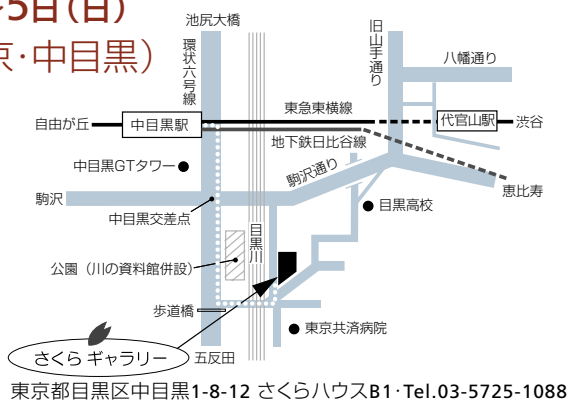 5日（日）
京・中目黒）
池尻大橋
環状六号線
旧山手通り
八幡通り
東急東横線
自由が丘
中目黒駅
代官山駅
渋谷
地下鉄日比谷線
中目黒GTタワー
駒沢通り
恵比寿
駒沢
目黒高校
中目黒交差点
目黒川
公園（川の資料館併設）
歩道橋
東京共済病院
さくら ギャラリー
五反田
東京都目黒区中目黒1-8-12 さくらハウスB1・Tel.03-5725-1088